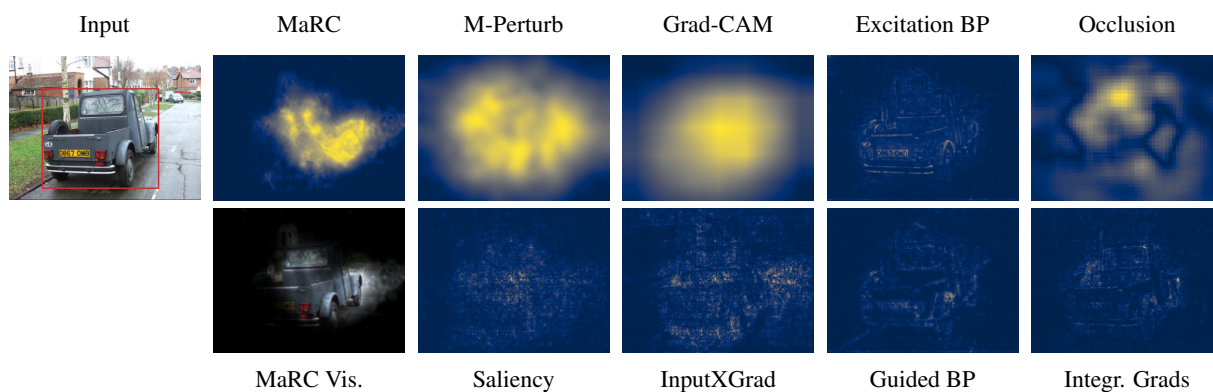 Input MaRC M-Perturb Grad-CAM Excitation BP Occlusion
MaRC Vis. Saliency InputXGrad Guided BP Integr. Grads